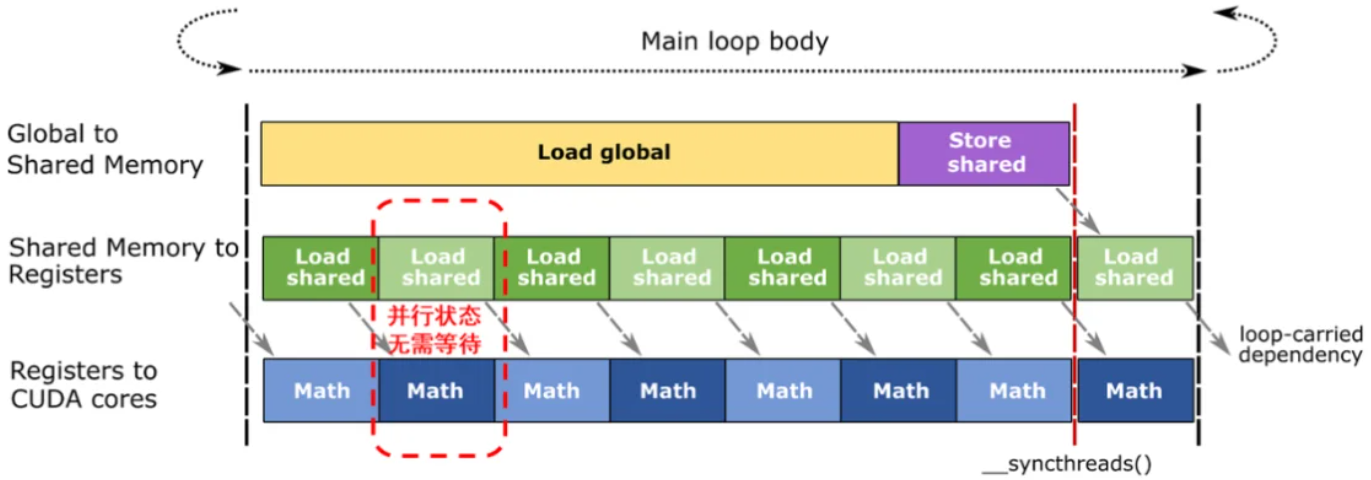 Main loop body
Global to
Shared Memory
Load global
Store
shared
Shared Memory to
Registers
Load
shared
Load
shared
Load
shared
Load
shared
Load
shared
Load
shared
Load
shared
Load
shared
并行状态
无需等待
loop-carried
dependency
Registers to
CUDA cores
Math
Math
Math
Math
Math
Math
Math
Math
__syncthreads()